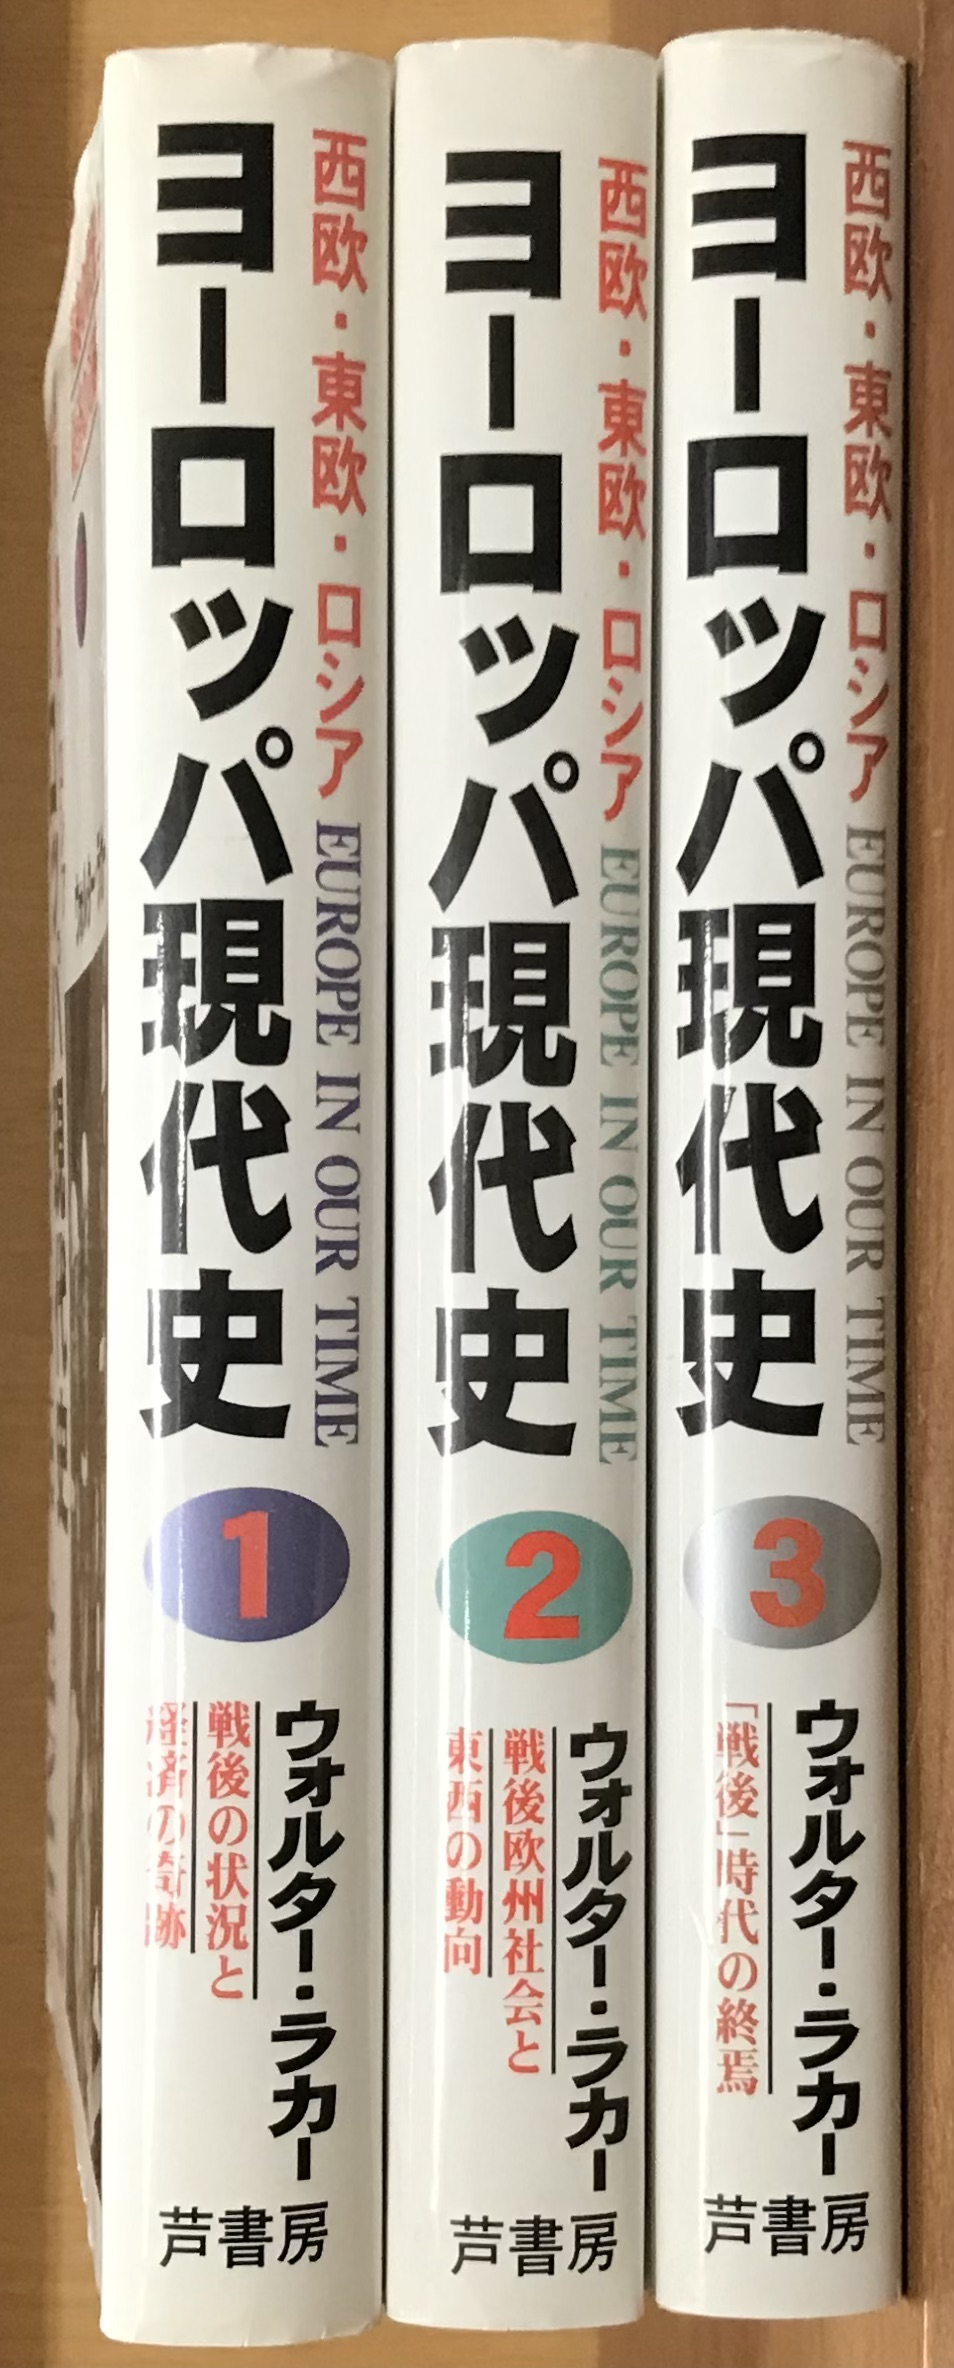 西欧・東欧・ロシア EUROPE IN OUR TIME
ヨーロッパ現代史
1
ウォルター・ラカー
戦後の状況と
経済の奇跡
芦書房
西欧・東欧・ロシア EUROPE IN OUR TIME
ヨーロッパ現代史
2
ウォルター・ラカー
戦後欧州社会と
東西の動向
芦書房
西欧・東欧・ロシア EUROPE IN OUR TIME
ヨーロッパ現代史
3
ウォルター・ラカー
「戦後」時代の終焉
芦書房